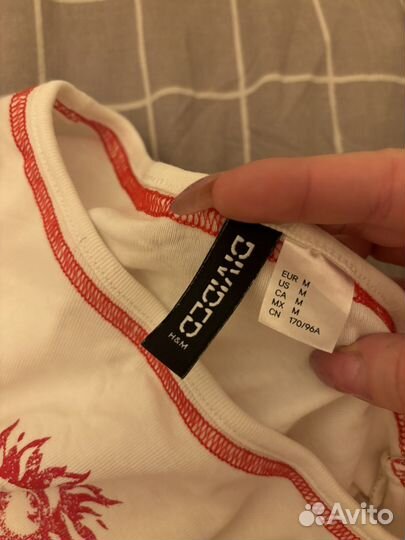 DIVIDED
H&M
EUR M
US M
CA M
MX M
CN 170/96A
Avito